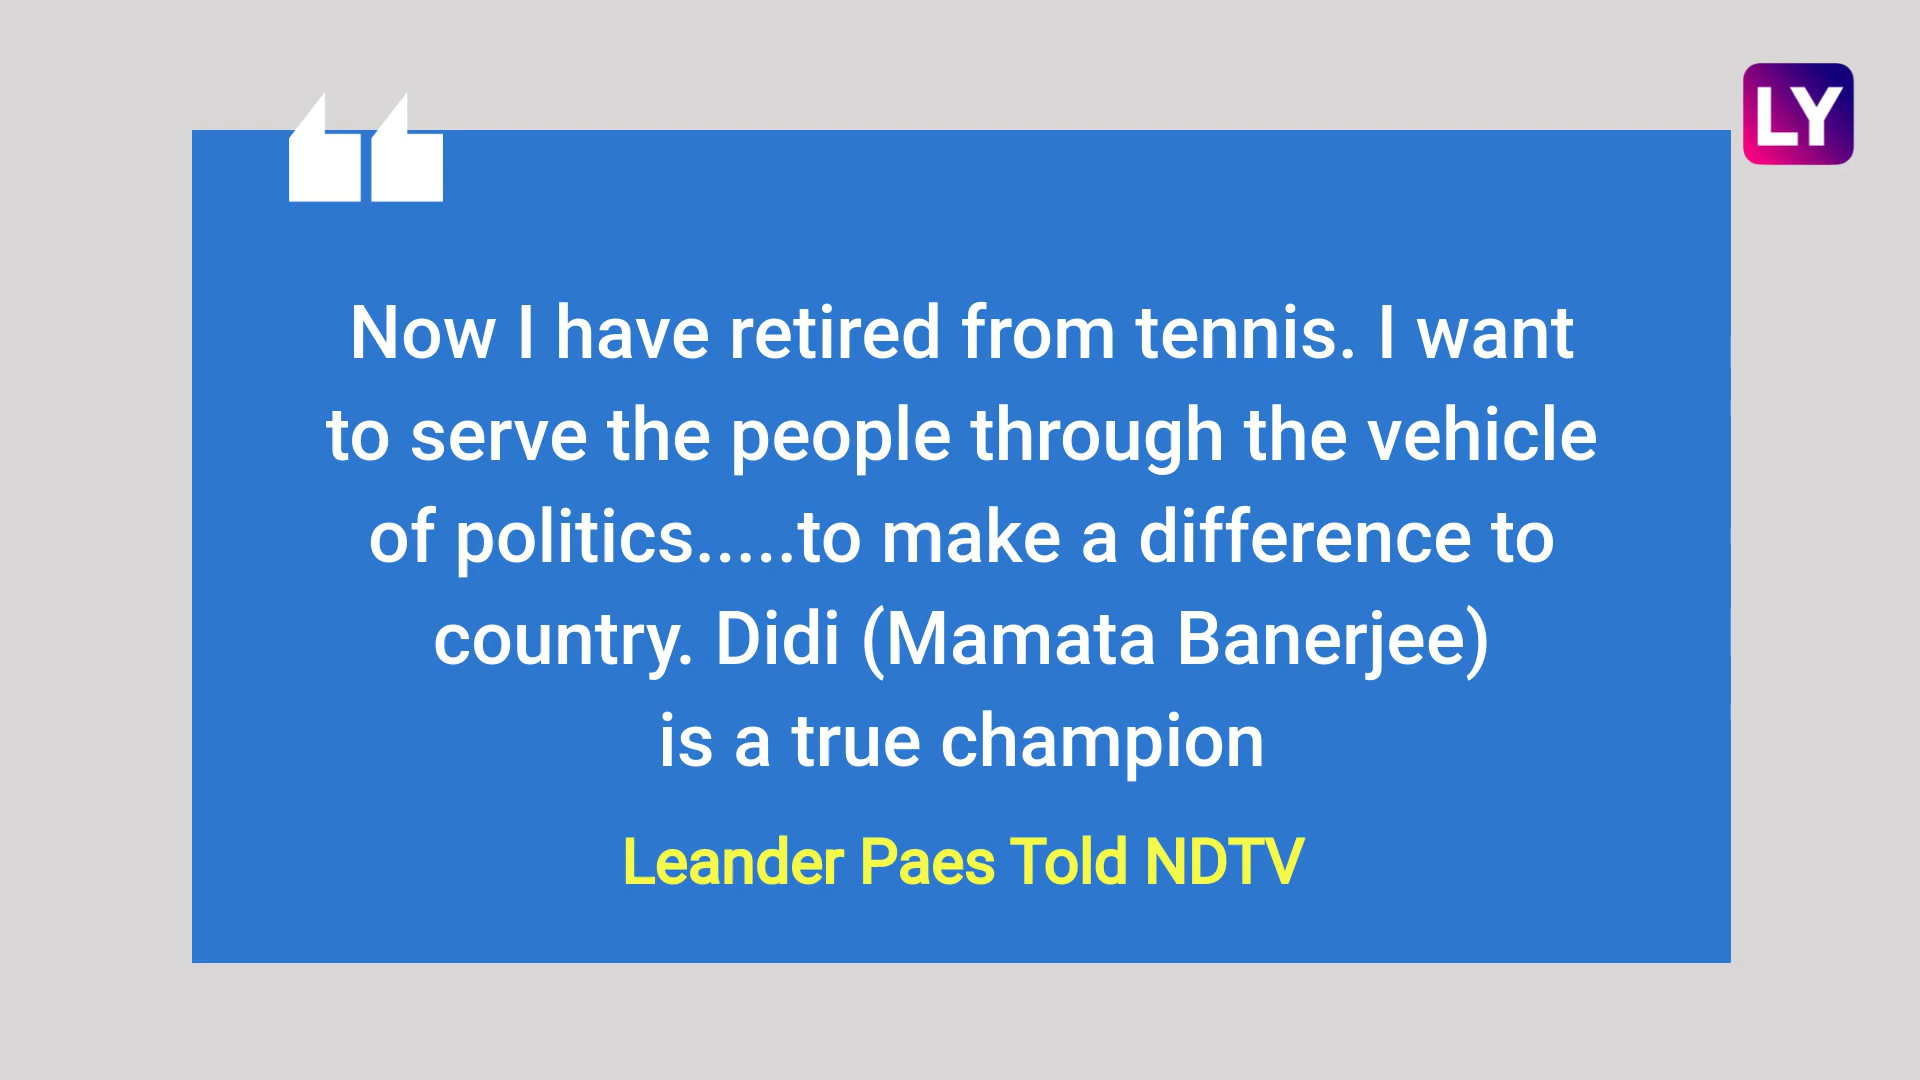 LY
Now I have retired from tennis. I want
to serve the people through the vehicle
of politics.....to make a difference to
country. Didi (Mamata Banerjee)
is a true champion
Leander Paes Told NDTV